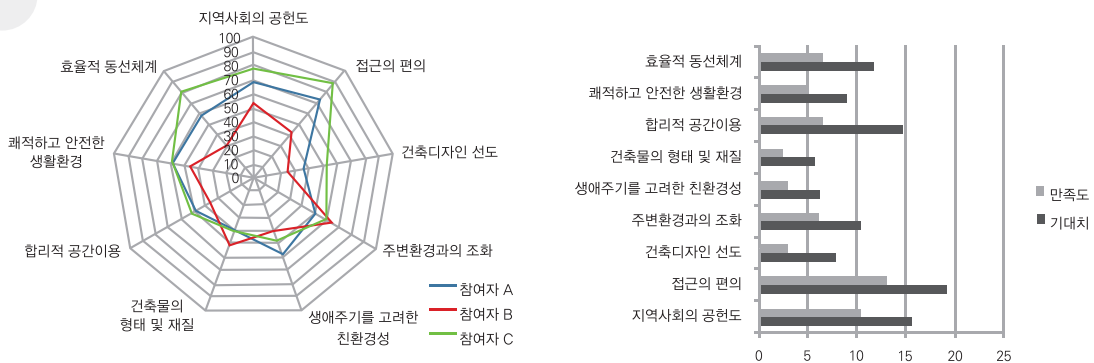 지역사회의 공헌도
접근의 편의
건축디자인 선도
주변환경과의 조화
생애주기를 고려한
친환경성
건축물의
형태 및 재질
합리적 공간이용
쾌적하고 안전한
생활환경
효율적 동선체계
100
90
80
70
60
50
40
30
20
10
0
참여자 A
참여자 B
참여자 C
효율적 동선체계
쾌적하고 안전한 생활환경
합리적 공간이용
건축물의 형태 및 재질
생애주기를 고려한 친환경성
주변환경과의 조화
건축디자인 선도
접근의 편의
지역사회의 공헌도
0 5 10 15 20 25
만족도
기대치